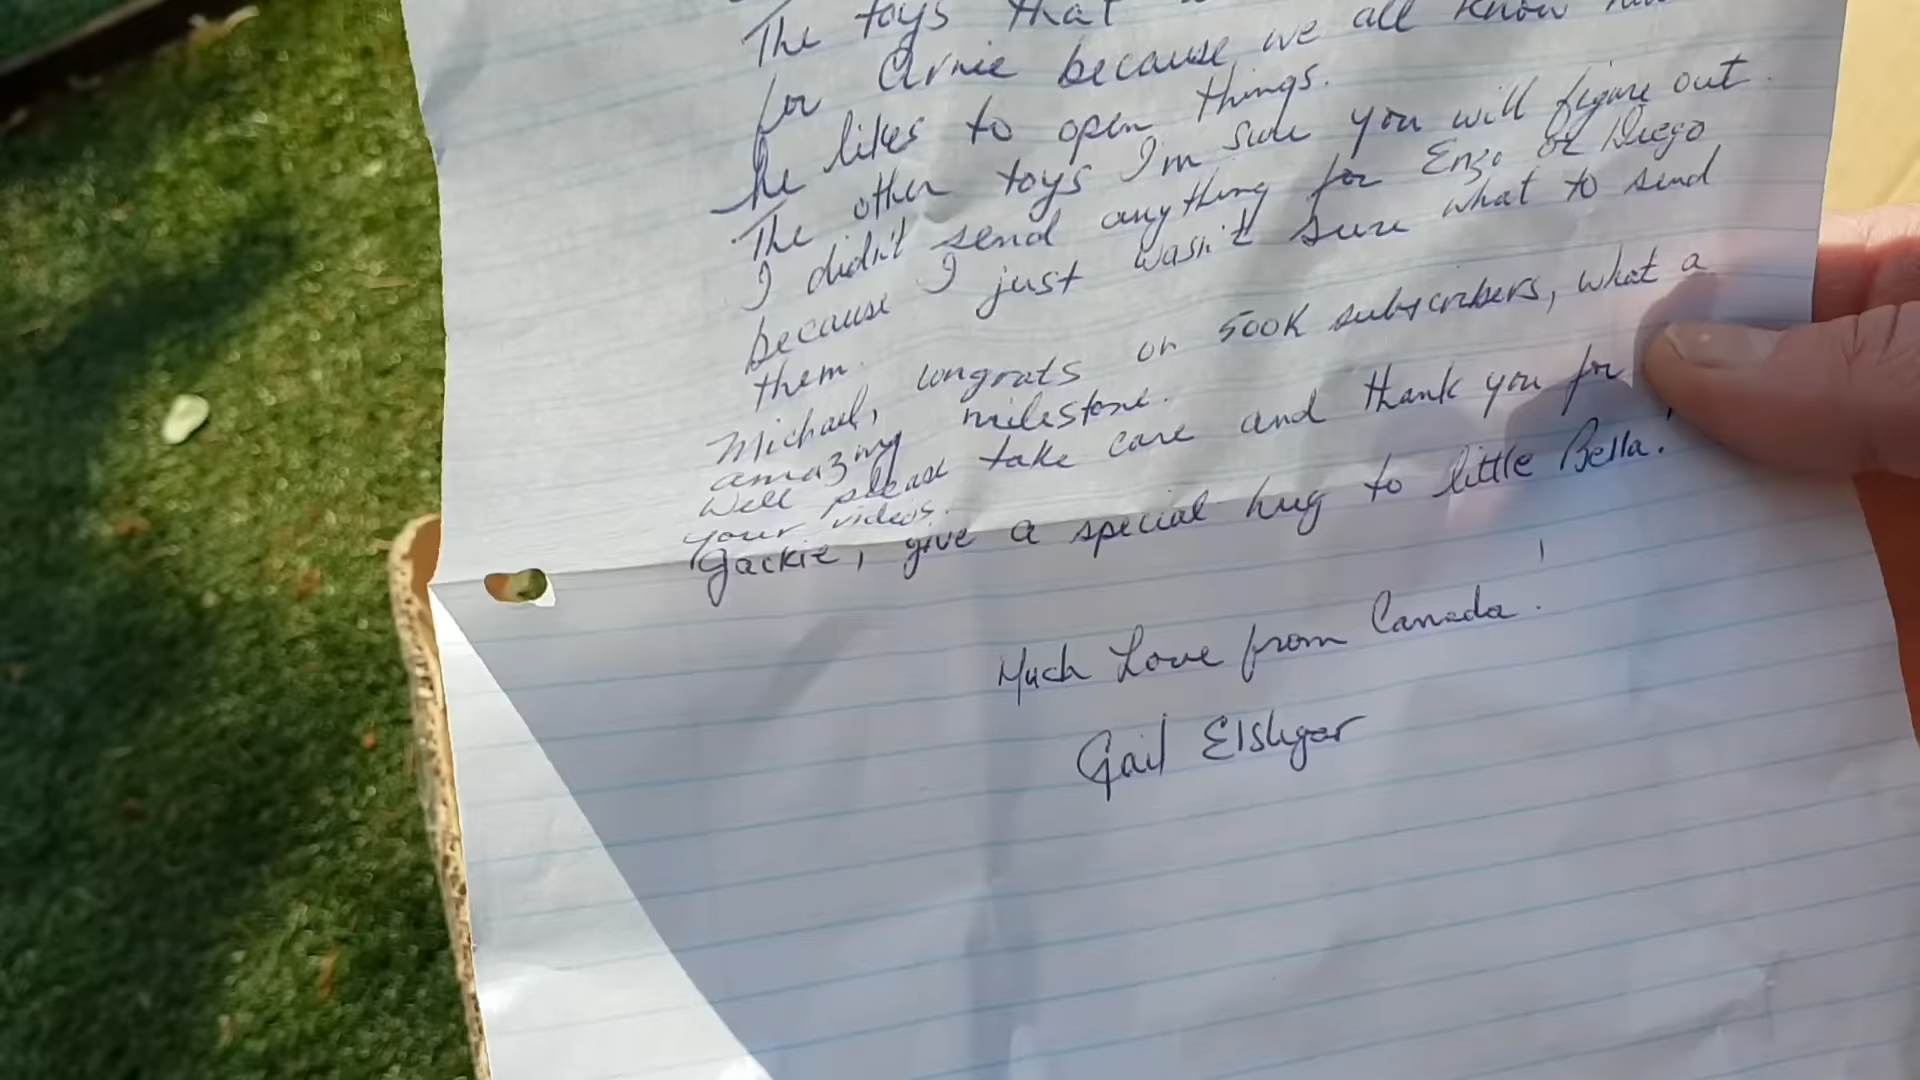 The toys that
for Arnie because we all know
he likes to open things.
The other toys I'm sure you will figure out.
I didn't send anything for Enzo or Diego
because I just wasn't sure what to send
them.
Michael, congrats on 500K subscribers, what a
amazing milestone.
Well please take care and thank you for
your videos.
Jackie, give a special hug to little Bella!
Much Love from Canada!
Gail